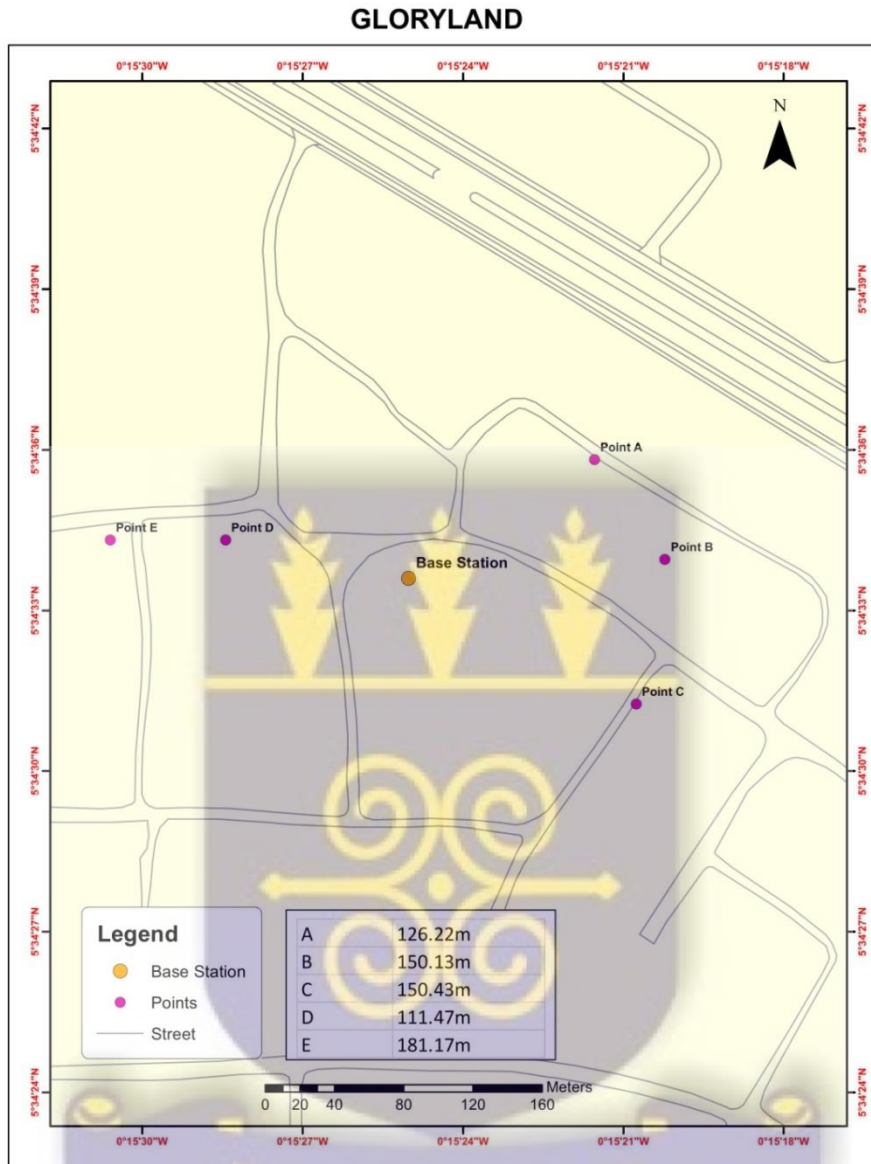 GLORYLAND
0°15'30"W 0°15'27"W 0°15'24"W 0°15'21"W 0°15'18"W
N
5°34'42"N 5°34'42"N
5°34'39"N 5°34'39"N
5°34'36"N 5°34'36"N
Point A
Point E
Point D
Point B
Base Station
5°34'33"N 5°34'33"N
Point C
5°34'30"N 5°34'30"N
5°34'27"N 5°34'27"N
Legend
Base Station
Points
Street
A 126.22m
B 150.13m
C 150.43m
D 111.47m
E 181.17m
Meters
0 20 40 80 120 160
5°34'24"N 5°34'24"N
0°15'30"W 0°15'27"W 0°15'24"W 0°15'21"W 0°15'18"W